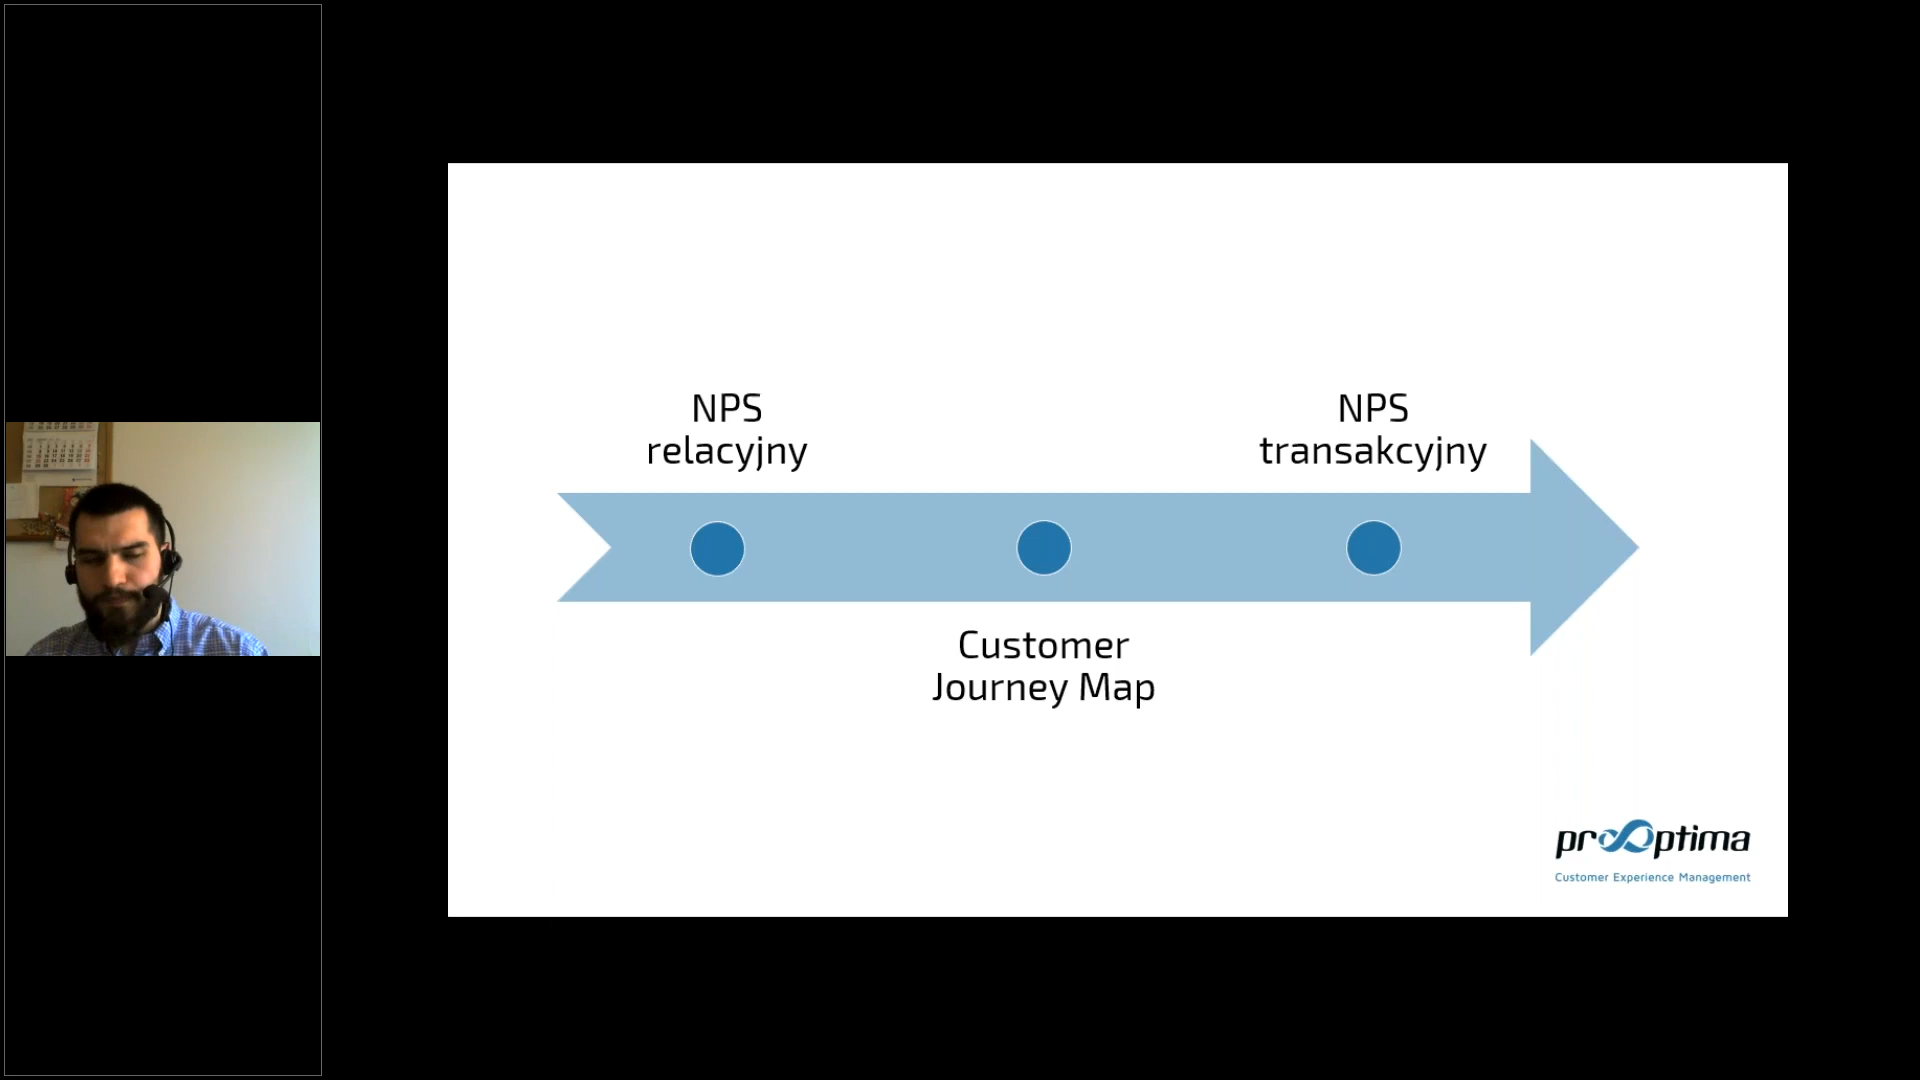 NPS
relacyjny
NPS
transakcyjny
Customer
Journey Map
proOptima
Customer Experience Management